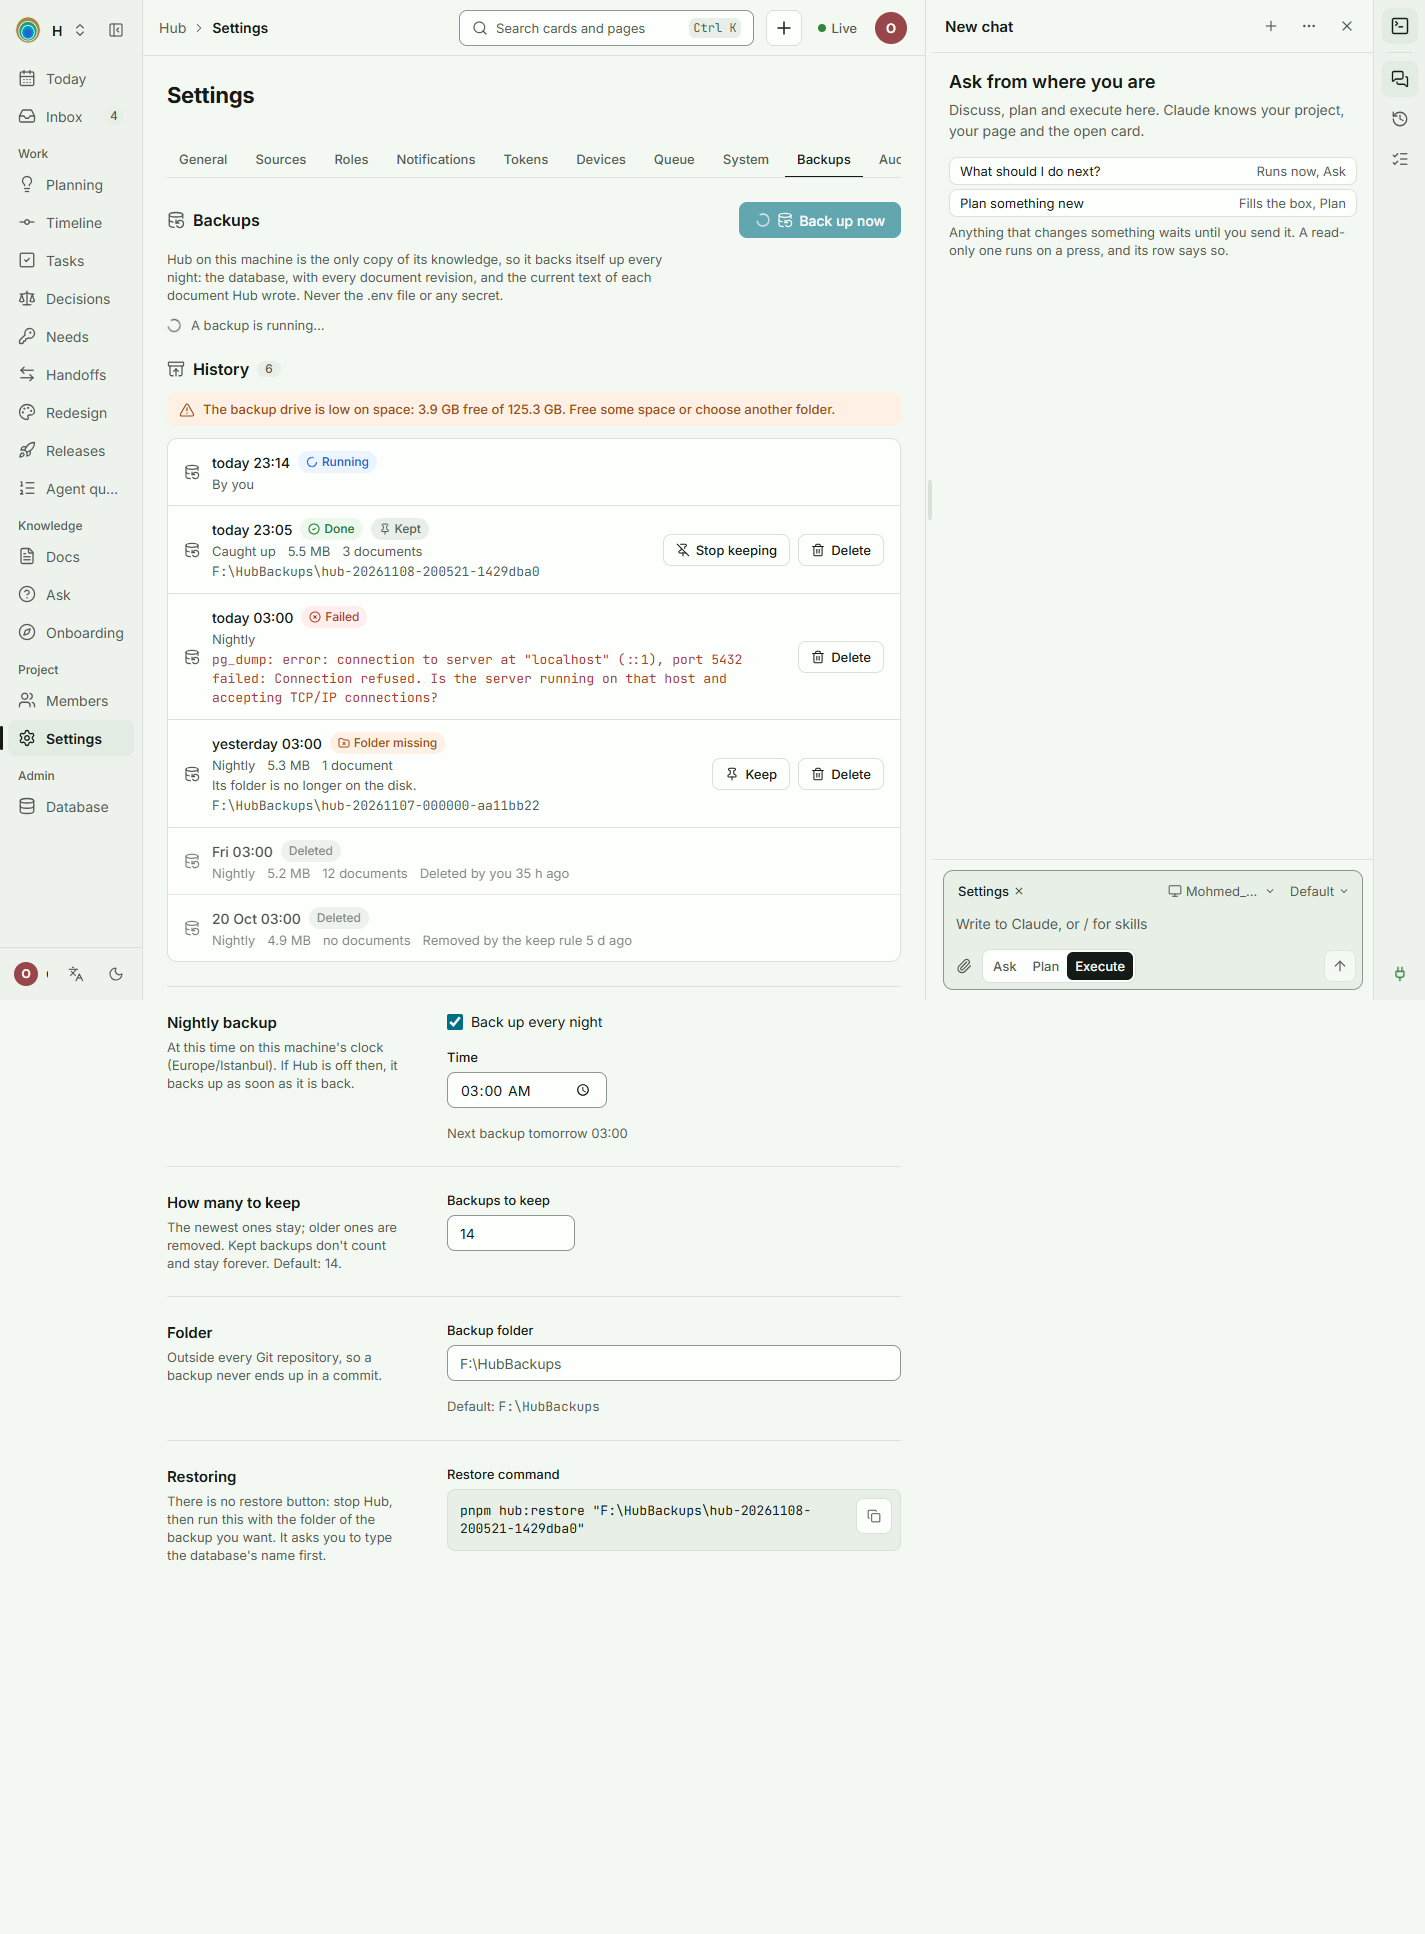 H
Hub > Settings
Search cards and pages Ctrl K
Live
O
Today
Inbox 4
Work
Planning
Timeline
Tasks
Decisions
Needs
Handoffs
Redesign
Releases
Agent qu...
Knowledge
Docs
Ask
Onboarding
Project
Members
Settings
Admin
Database
O
Settings
General Sources Roles Notifications Tokens Devices Queue System Backups
Backups
Back up now
Hub on this machine is the only copy of its knowledge, so it backs itself up every
night: the database, with every document revision, and the current text of each
document Hub wrote. Never the .env file or any secret.
A backup is running...
History 6
The backup drive is low on space: 3.9 GB free of 125.3 GB. Free some space or choose another folder.
today 23:14 Running
By you
today 23:05 Done Kept
Caught up 5.5 MB 3 documents
F:\HubBackups\hub-20261108-200521-1429dba0
Stop keeping Delete
today 03:00 Failed
Nightly
pg_dump: error: connection to server at "localhost" (::1), port 5432
failed: Connection refused. Is the server running on that host and
accepting TCP/IP connections?
Delete
yesterday 03:00 Folder missing
Nightly 5.3 MB 1 document
Its folder is no longer on the disk.
F:\HubBackups\hub-20261107-000000-aa11bb22
Keep Delete
Fri 03:00 Deleted
Nightly 5.2 MB 12 documents Deleted by you 35 h ago
20 Oct 03:00 Deleted
Nightly 4.9 MB no documents Removed by the keep rule 5 d ago
Nightly backup
At this time on this machine's clock
(Europe/Istanbul). If Hub is off then, it
backs up as soon as it is back.
Back up every night
Time
03:00 AM
Next backup tomorrow 03:00
How many to keep
The newest ones stay; older ones are
removed. Kept backups don't count
and stay forever. Default: 14.
Backups to keep
14
Folder
Outside every Git repository, so a
backup never ends up in a commit.
Backup folder
F:\HubBackups
Default: F:\HubBackups
Restoring
There is no restore button: stop Hub,
then run this with the folder of the
backup you want. It asks you to type
the database's name first.
Restore command
pnpm hub:restore "F:\HubBackups\hub-20261108-
200521-1429dba0"
New chat
Ask from where you are
Discuss, plan and execute here. Claude knows your project,
your page and the open card.
What should I do next? Runs now, Ask
Plan something new Fills the box, Plan
Anything that changes something waits until you send it. A read-
only one runs on a press, and its row says so.
Settings × Mohmed_... Default
Write to Claude, or / for skills
Ask Plan Execute